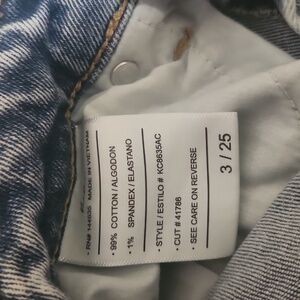 • RN# 144635 MADE IN VIETNAM
• 99% COTTON / ALGODON
• 1% SPANDEX / ELASTANO
• STYLE / ESTILO # KC8635AC
• CUT # 41786
• SEE CARE ON REVERSE
3 / 25